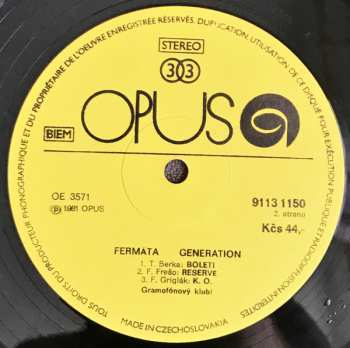 TOUS DROITS DU PRODUCTEUR PHONOGRAPHIQUE ET DU PROPRIÉTAIRE DE L'OEUVRE ENREGISTRÉE RÉSERVÉS. DUPLICATION, UTILISATION DE CE DISQUE POUR EXÉCUTION PUBLIQUE ET RADIODIFFUSION INTERDITES
STEREO
33
OPUS
BIEM
OE 3571
℗ 1981 OPUS
9113 1150
2. strana
Kčs 44,-
FERMATA GENERATION
1. T. Berka: BOLETI
2. F. Frešo: RESERVE
3. F. Griglák: K. O.
Gramofónový klub!
MADE IN CZECHOSLOVAKIA